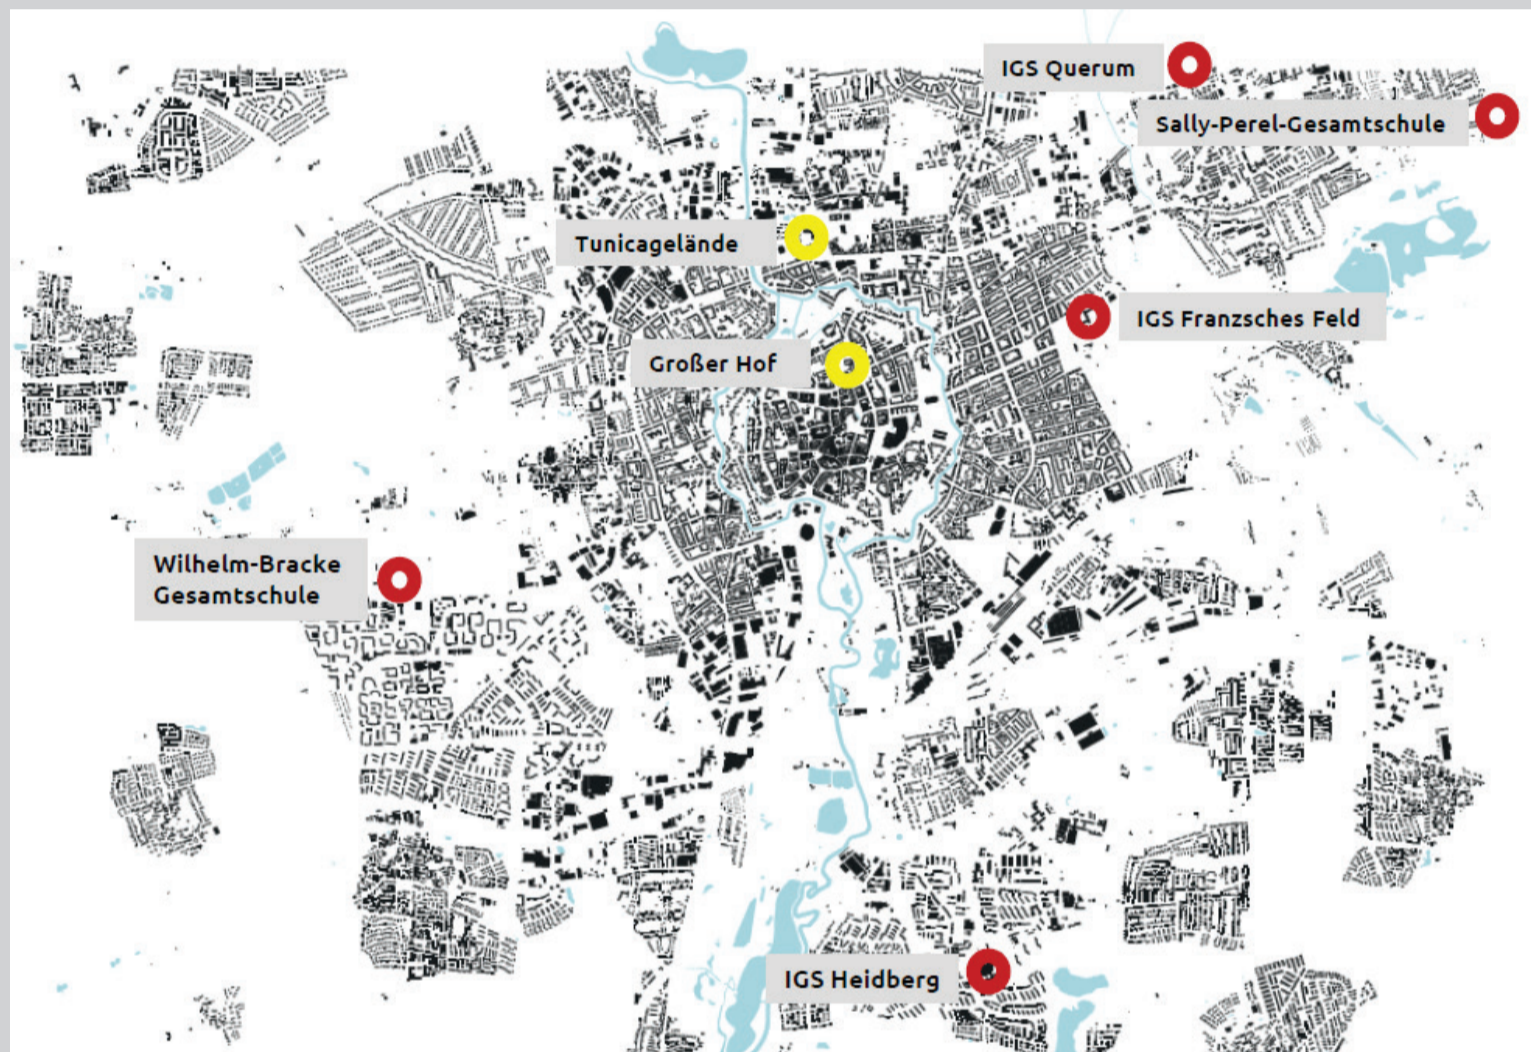 IGS Querum
Sally-Perel-Gesamtschule
Tunicagelände
IGS Franzsches Feld
Großer Hof
Wilhelm-Bracke
Gesamtschule
IGS Heidberg